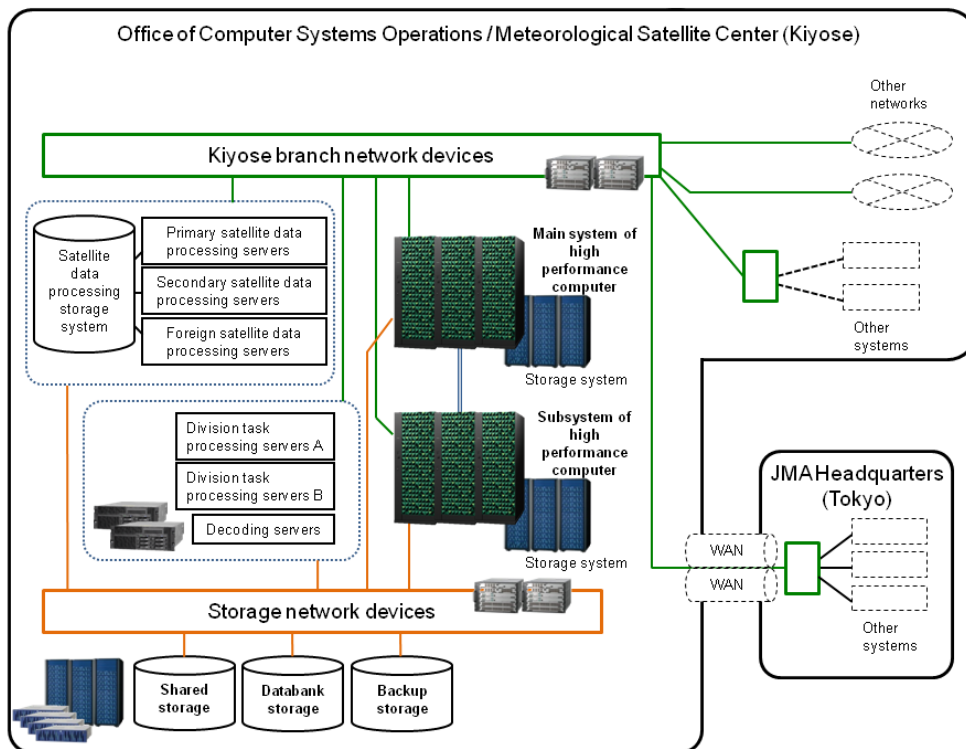 Office of Computer Systems Operations / Meteorological Satellite Center (Kiyose)
Other
networks
Kiyose branch network devices
Satellite
data
processing
storage
system
Primary satellite data
processing servers
Secondary satellite data
processing servers
Foreign satellite data
processing servers
Main system of
high
performance
computer
Storage system
Other
systems
Division task
processing servers A
Division task
processing servers B
Decoding servers
Subsystem of
high
performance
computer
Storage system
JMA Headquarters
(Tokyo)
WAN
WAN
Other
systems
Storage network devices
Shared
storage
Databank
storage
Backup
storage